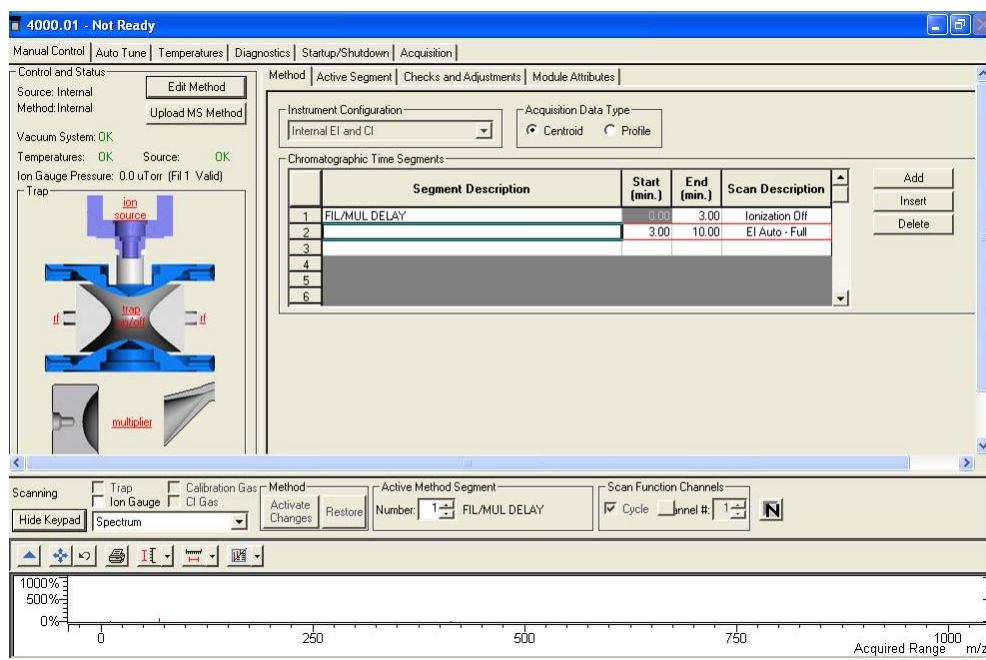 4000.01 - Not Ready
Manual Control Auto Tune Temperatures Diagnostics Startup/Shutdown Acquisition
Control and Status
Source: Internal
Edit Method
Method:Internal
Upload MS Method
Vacuum System: OK
Temperatures: OK Source: OK
Ion Gauge Pressure: 0.0 uTorr (Fil 1 Valid)
Trap
ion
source
rf
trap
on/off
rf
multiplier
Method Active Segment Checks and Adjustments Module Attributes
Instrument Configuration
Internal EI and CI
Acquisition Data Type
Centroid Profile
Chromatographic Time Segments
Segment Description Start (min.) End (min.) Scan Description
1 FIL/MUL DELAY 0.00 3.00 Ionization Off
2 3.00 10.00 EI Auto - Full
3
4
5
6
Add
Insert
Delete
Scanning
Trap Calibration Gas
Ion Gauge CI Gas
Hide Keypad Spectrum
Method
Activate Changes Restore
Active Method Segment
Number: 1 FIL/MUL DELAY
Scan Function Channels
Cycle annel #: 1 N
1000%
500%
0%
0 250 500 750 1000
Acquired Range m/z